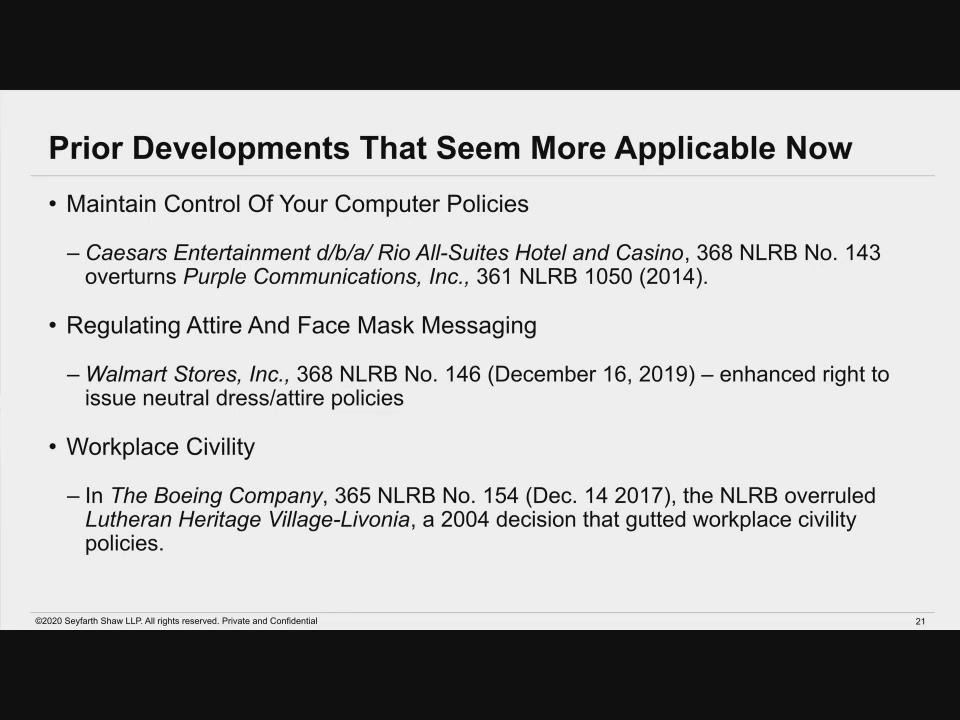 Prior Developments That Seem More Applicable Now
• Maintain Control Of Your Computer Policies
– Caesars Entertainment d/b/a/ Rio All-Suites Hotel and Casino, 368 NLRB No. 143
overturns Purple Communications, Inc., 361 NLRB 1050 (2014).
• Regulating Attire And Face Mask Messaging
– Walmart Stores, Inc., 368 NLRB No. 146 (December 16, 2019) – enhanced right to
issue neutral dress/attire policies
• Workplace Civility
– In The Boeing Company, 365 NLRB No. 154 (Dec. 14 2017), the NLRB overruled
Lutheran Heritage Village-Livonia, a 2004 decision that gutted workplace civility
policies.
©2020 Seyfarth Shaw LLP. All rights reserved. Private and Confidential
21